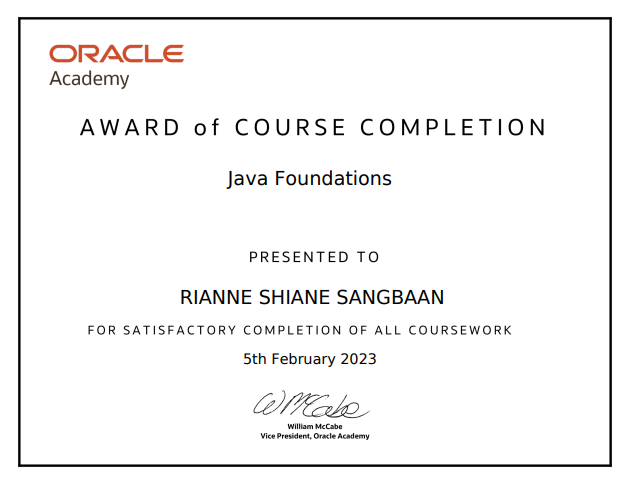 ORACLE
Academy
AWARD of COURSE COMPLETION
Java Foundations
PRESENTED TO
RIANNE SHIANE SANGBAAN
FOR SATISFACTORY COMPLETION OF ALL COURSEWORK
5th February 2023
WMcCabe
William McCabe
Vice President, Oracle Academy